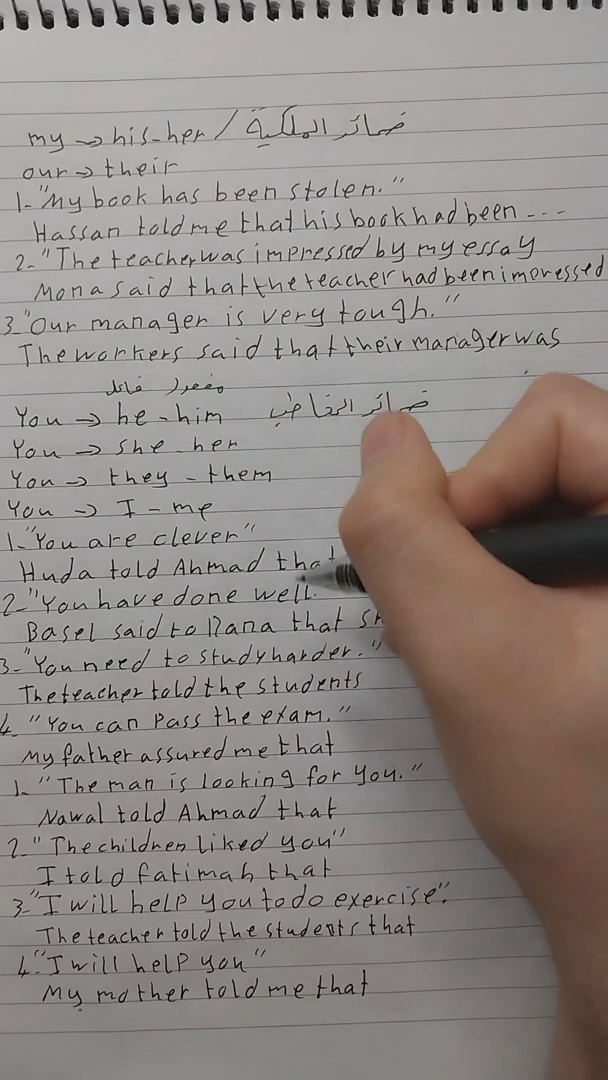 my → his-her / ضمائر الملكية
our → their
1- "My book has been stolen."
Hassan told me that his book had been ---
2- "The teacher was impressed by my essay
Mona said that the teacher had been impressed
3- "Our manager is very tough."
The workers said that their manager was
مفعول فاعل
You → he - him ضمائر المخاطب
You → she - her
You → they - them
You → I - me
1- "You are clever"
Huda told Ahmad that
2- "You have done well.
Basel said to Rana that
3- "You need to study harder."
The teacher told the students
4- "You can pass the exam."
My father assured me that
1- "The man is looking for you."
Nawal told Ahmad that
2- "The children liked you"
I told fatimah that
3- "I will help you to do exercise".
The teacher told the students that
4- "I will help you"
My mother told me that